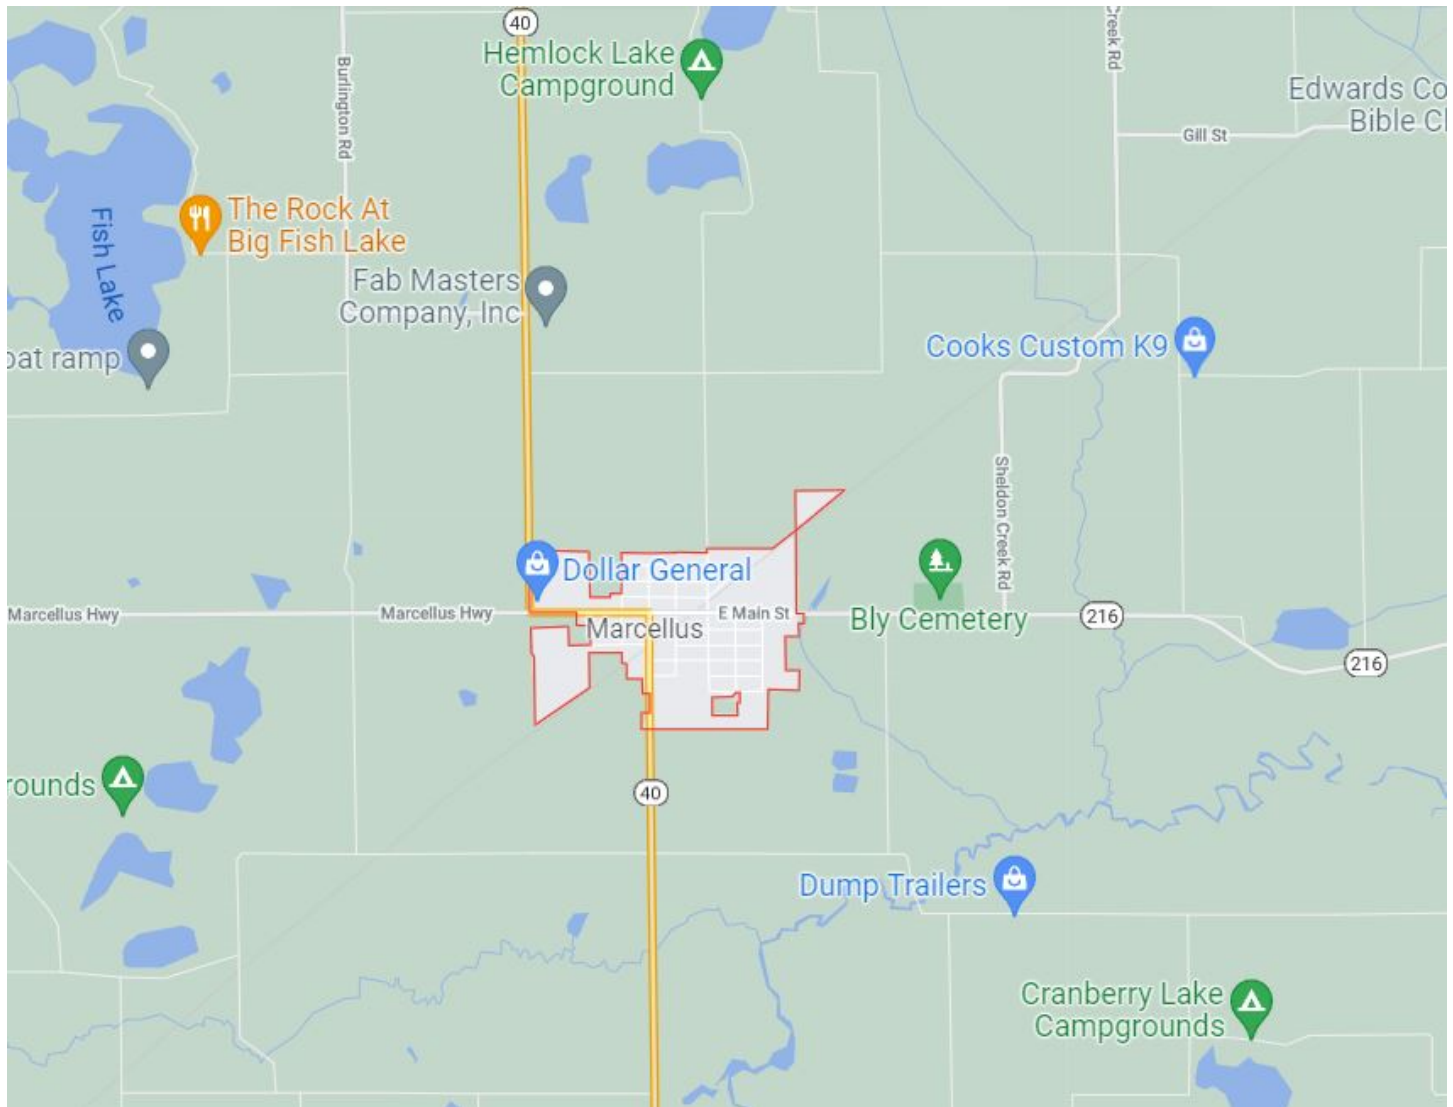 40
Hemlock Lake
Campground
Creek Rd
Burlington Rd
Edwards Co
Bible Cl
Gill St
The Rock At
Big Fish Lake
Fish Lake
Fab Masters
Company, Inc
Cooks Custom K9
oat ramp
Sheldon Creek Rd
Dollar General
Marcellus Hwy
Marcellus Hwy
E Main St
Marcellus
Bly Cemetery
216
216
rounds
40
Dump Trailers
Cranberry Lake
Campgrounds